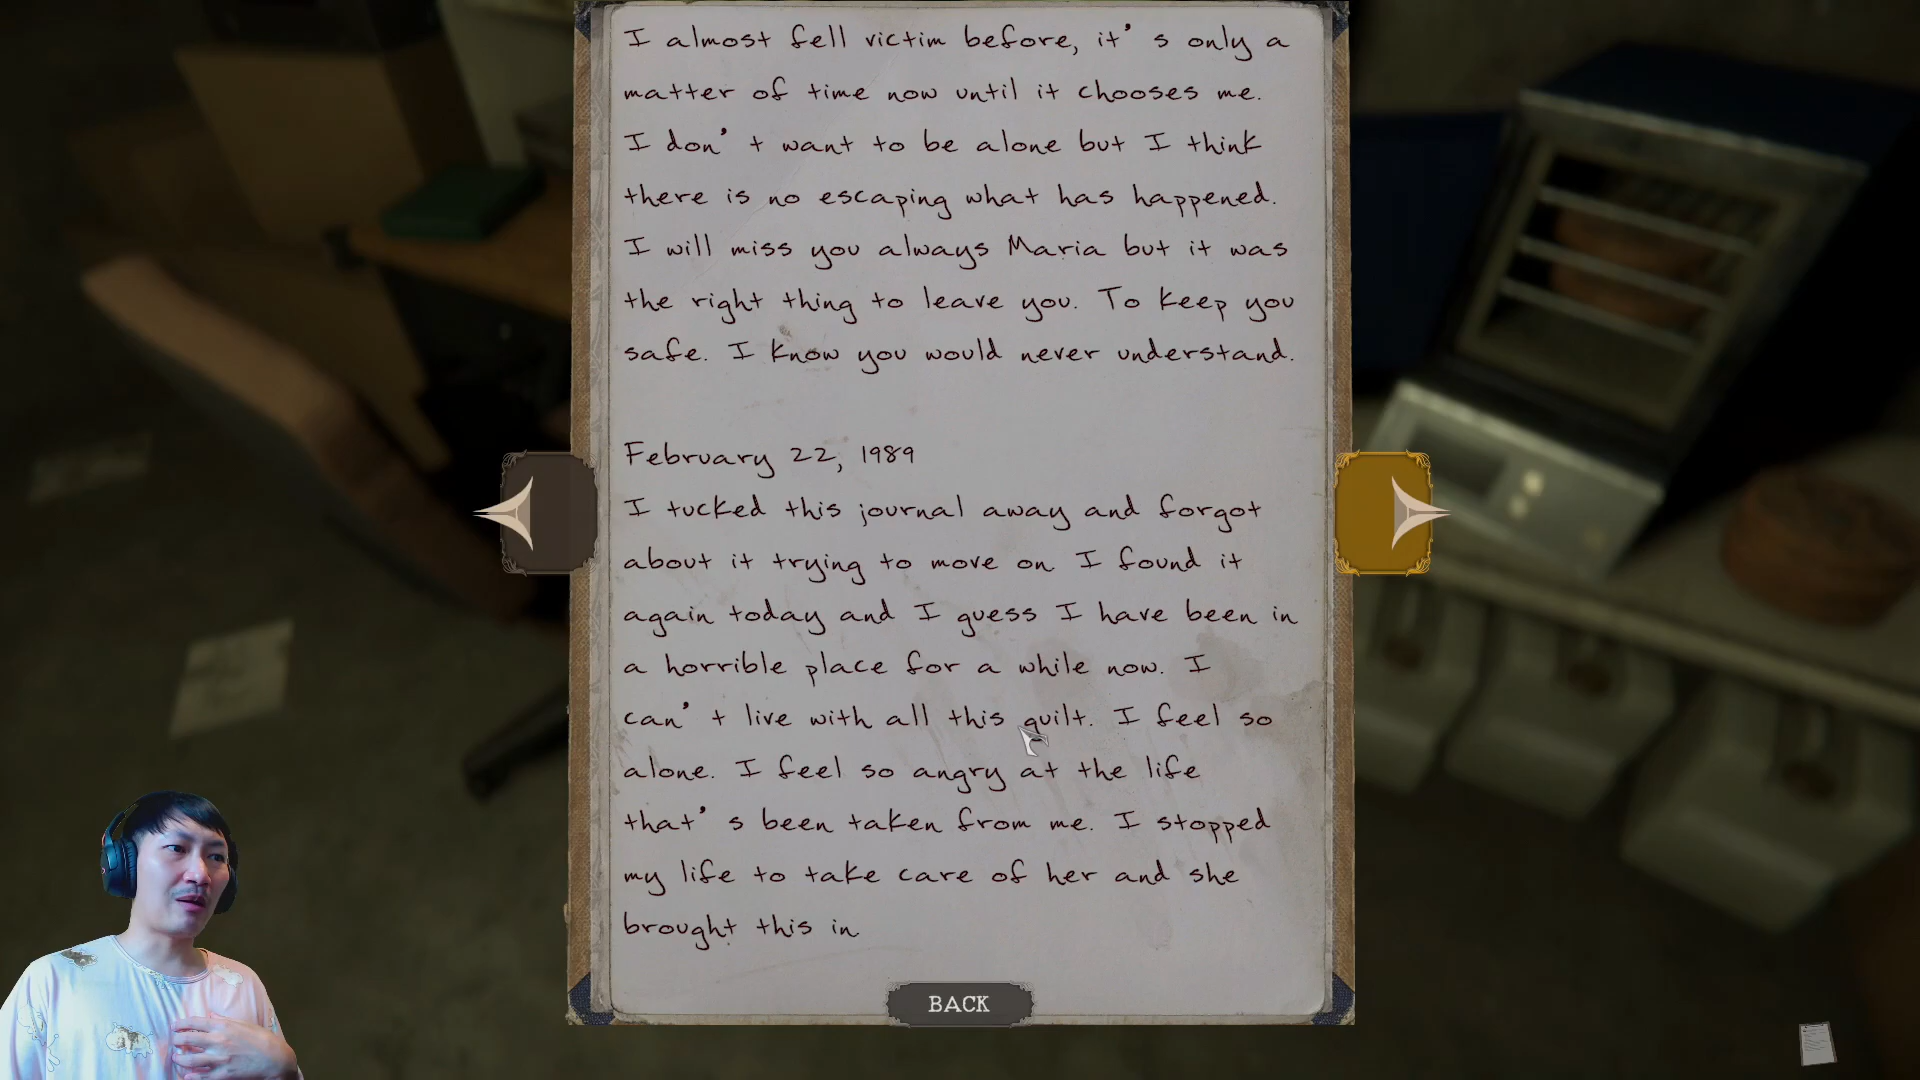 I almost fell victim before, it's only a
matter of time now until it chooses me.
I don't want to be alone but I think
there is no escaping what has happened.
I will miss you always Maria but it was
the right thing to leave you. To keep you
safe. I know you would never understand.
February 22, 1989
I tucked this journal away and forgot
about it trying to move on I found it
again today and I guess I have been in
a horrible place for a while now. I
can't live with all this guilt. I feel so
alone. I feel so angry at the life
that's been taken from me. I stopped
my life to take care of her and she
brought this in
BACK